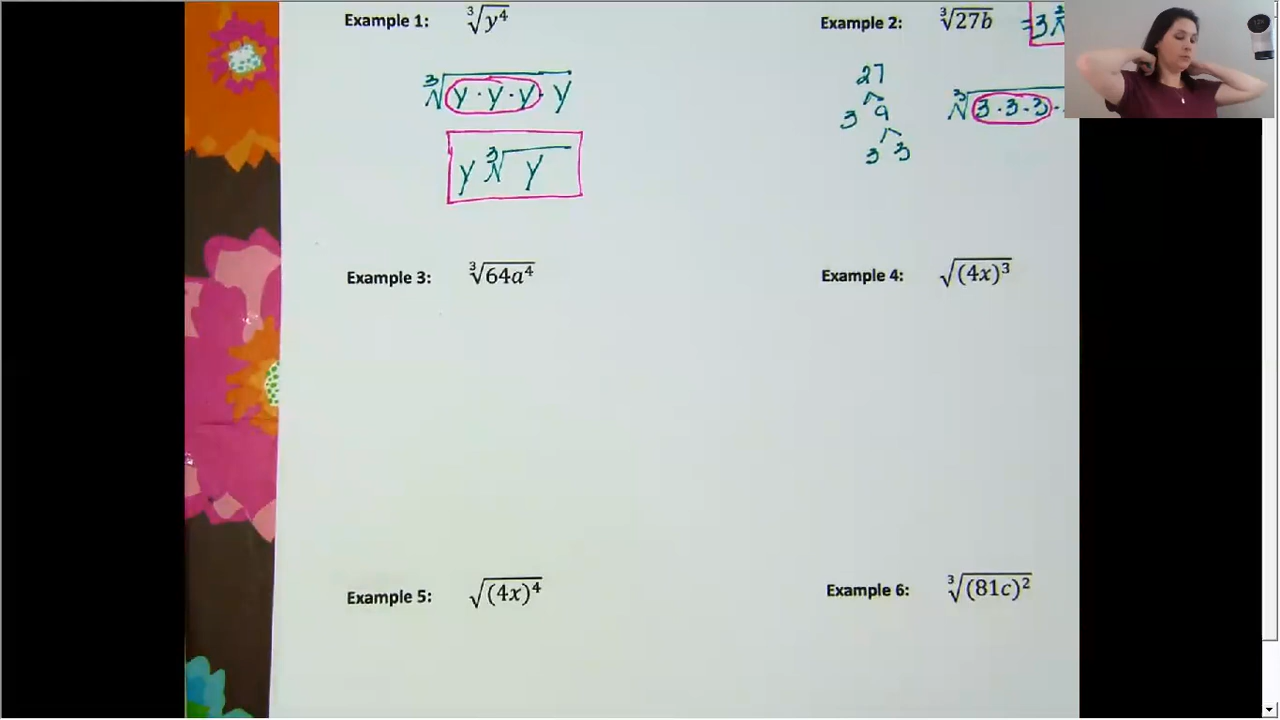 Example 1: ∛y⁴
∛y · y · y · y
y ∛y
Example 2: ∛27b = 3
27
3 9
3 3
∛3 · 3 · 3 ·
Example 3: ∛64a⁴
Example 4: √(4x)³
Example 5: √(4x)⁴
Example 6: ∛(81c)²